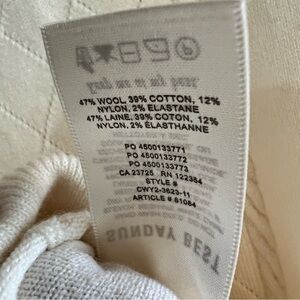 47% WOOL, 39% COTTON, 12%
NYLON, 2% ELASTANE
47% LAINE, 39% COTON, 12%
NYLON, 2% ÉLASTHANNE
PO 4500133771
PO 4500133772
PO 4500133773
CA 23725 RN 122384
STYLE #
CWY2-3623-11
ARTICLE # 81084
SUNDAY BEST